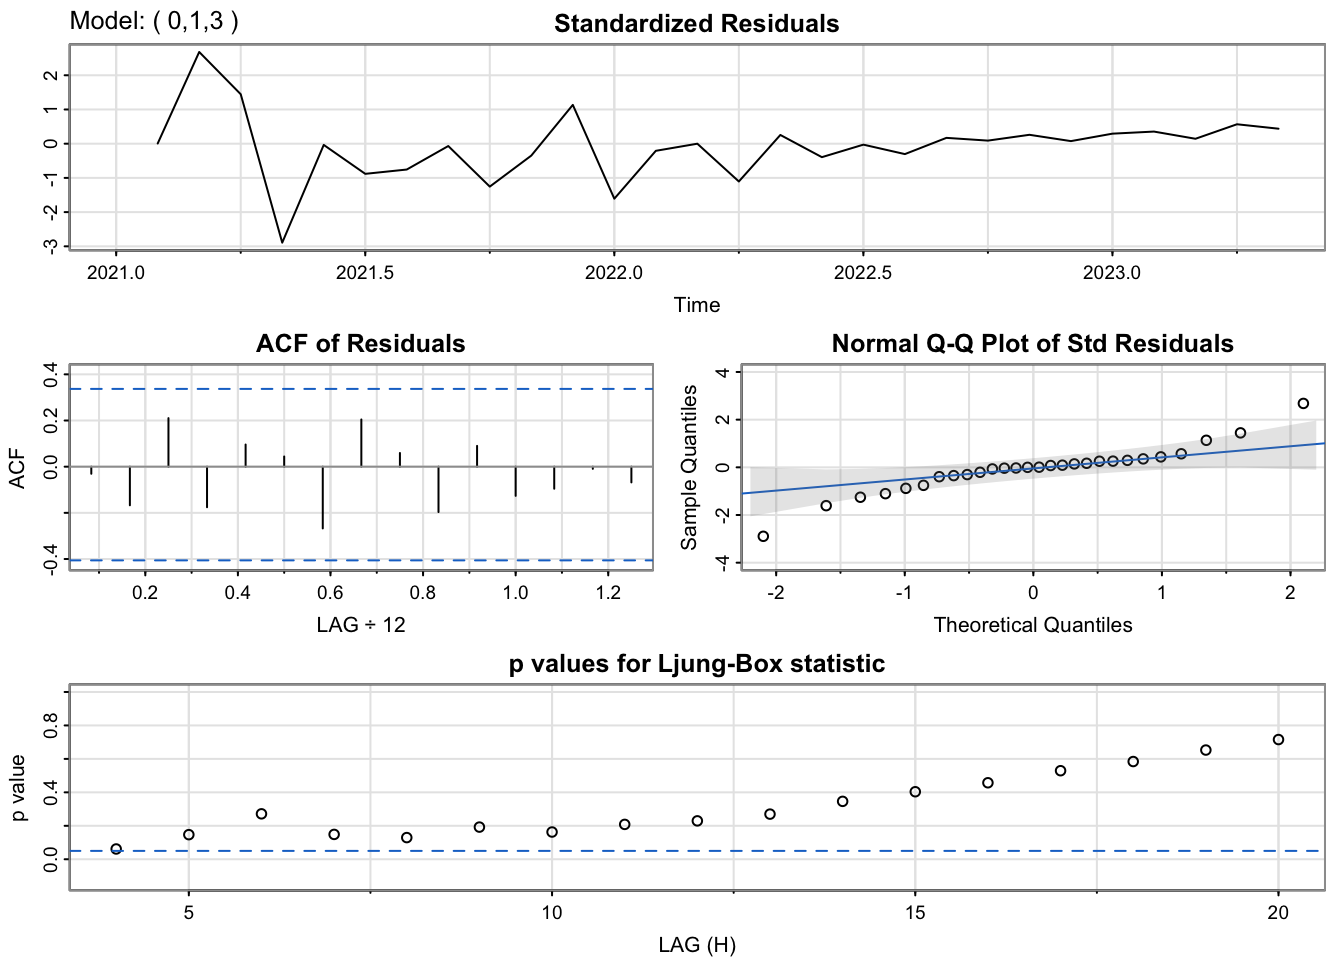 Model: ( 0,1,3 )
Standardized Residuals
2
1
0
-1
-2
-3
2021.0 2021.5 2022.0 2022.5 2023.0
Time
ACF of Residuals
ACF
0.4
0.2
0.0
-0.4
0.2 0.4 0.6 0.8 1.0 1.2
LAG ÷ 12
Normal Q-Q Plot of Std Residuals
Sample Quantiles
4
2
0
-2
-4
-2 -1 0 1 2
Theoretical Quantiles
p values for Ljung-Box statistic
p value
0.8
0.4
0.0
5 10 15 20
LAG (H)